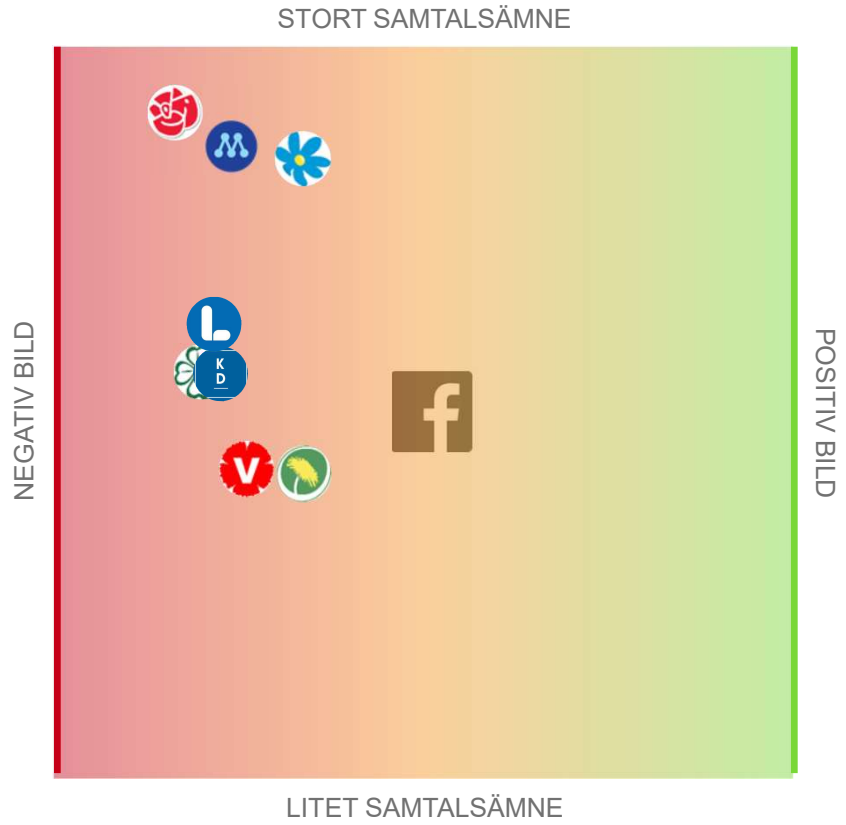 STORT SAMTALSÄMNE
M
L
K
D
V
f
NEGATIV BILD
POSITIV BILD
LITET SAMTALSÄMNE